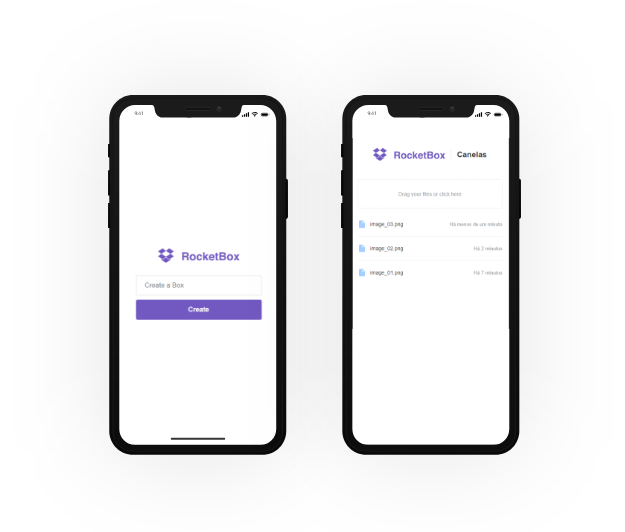 9:41
RocketBox
Create a Box
Create
9:41
RocketBox Canelas
Drag your files or click here
image_03.png Há menos de um minuto
image_02.png Há 2 minutos
image_01.png Há 7 minutos